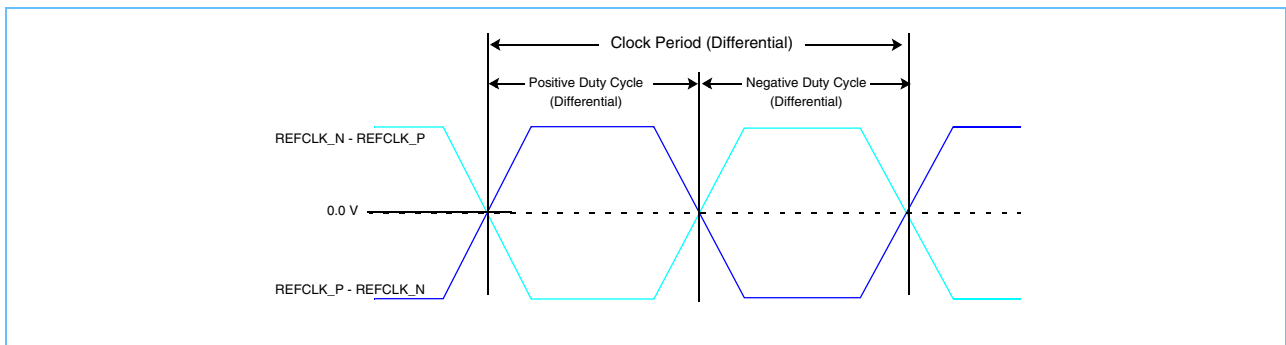 Clock Period (Differential)
Positive Duty Cycle
(Differential)
Negative Duty Cycle
(Differential)
REFCLK_N - REFCLK_P
0.0 V
REFCLK_P - REFCLK_N